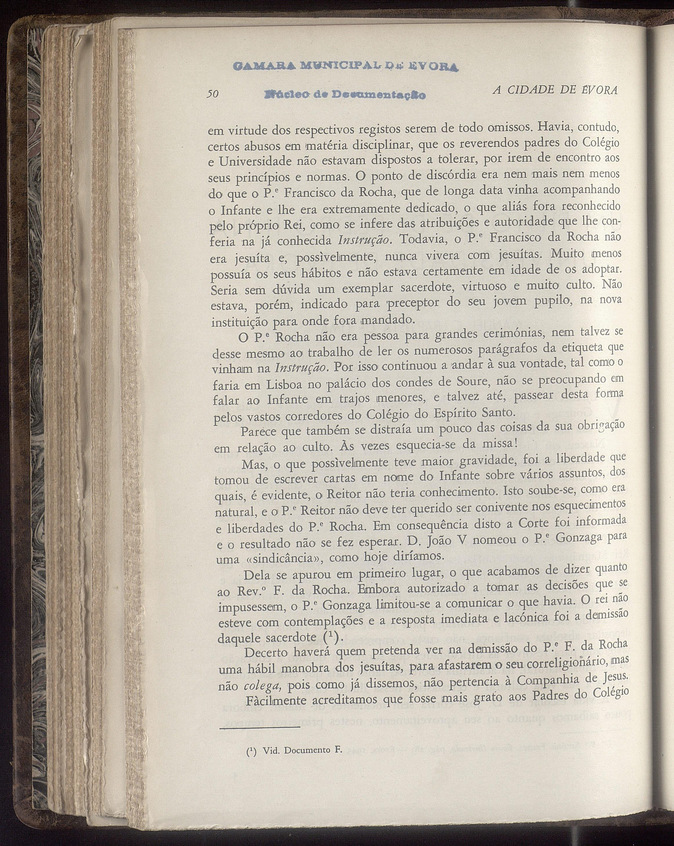 CAMARA MUNICIPAL DE EVORA
Núcleo de Documentação
50
A CIDADE DE ÉVORA
em virtude dos respectivos registos serem de todo omissos. Havia, contudo,
certos abusos em matéria disciplinar, que os reverendos padres do Colégio
e Universidade não estavam dispostos a tolerar, por irem de encontro aos
seus princípios e normas. O ponto de discórdia era nem mais nem menos
do que o P.ᵉ Francisco da Rocha, que de longa data vinha acompanhando
o Infante e lhe era extremamente dedicado, o que aliás fora reconhecido
pelo próprio Rei, como se infere das atribuições e autoridade que lhe con-
feria na já conhecida Instrução. Todavia, o P.ᵉ Francisco da Rocha não
era jesuíta e, possìvelmente, nunca vivera com jesuítas. Muito menos
possuía os seus hábitos e não estava certamente em idade de os adoptar.
Seria sem dúvida um exemplar sacerdote, virtuoso e muito culto. Não
estava, porém, indicado para preceptor do seu jovem pupilo, na nova
instituição para onde fora mandado.
O P.ᵉ Rocha não era pessoa para grandes cerimónias, nem talvez se
desse mesmo ao trabalho de ler os numerosos parágrafos da etiqueta que
vinham na Instrução. Por isso continuou a andar à sua vontade, tal como o
faria em Lisboa no palácio dos condes de Soure, não se preocupando em
falar ao Infante em trajos menores, e talvez até, passear desta forma
pelos vastos corredores do Colégio do Espírito Santo.
Parece que também se distraía um pouco das coisas da sua obrigação
em relação ao culto. Às vezes esquecia-se da missa!
Mas, o que possìvelmente teve maior gravidade, foi a liberdade que
tomou de escrever cartas em nome do Infante sobre vários assuntos, dos
quais, é evidente, o Reitor não teria conhecimento. Isto soube-se, como era
natural, e o P.ᵉ Reitor não deve ter querido ser conivente nos esquecimentos
e liberdades do P.ᵉ Rocha. Em consequência disto a Corte foi informada
e o resultado não se fez esperar. D. João V nomeou o P.ᵉ Gonzaga para
uma «sindicância», como hoje diríamos.
Dela se apurou em primeiro lugar, o que acabamos de dizer quanto
ao Rev.º F. da Rocha. Embora autorizado a tomar as decisões que se
impusessem, o P.ᵉ Gonzaga limitou-se a comunicar o que havia. O rei não
esteve com contemplações e a resposta imediata e lacónica foi a demissão
daquele sacerdote (¹).
Decerto haverá quem pretenda ver na demissão do P.ᵉ F. da Rocha
uma hábil manobra dos jesuítas, para afastarem o seu correligionário, mas
não colega, pois como já dissemos, não pertencia à Companhia de Jesus.
Fàcilmente acreditamos que fosse mais grato aos Padres do Colégio
(¹) Vid. Documento F.